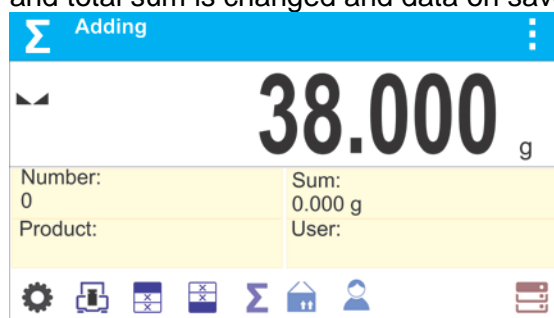 and total sum is changed and data on sav
Σ Adding
38.000 g
Number:
0
Sum:
0.000 g
Product:
User:
Σ